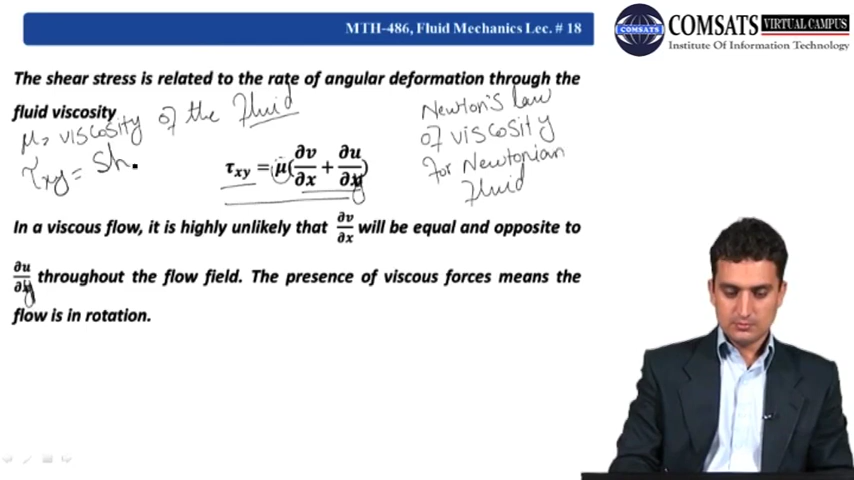 MTH-486, Fluid Mechanics Lec. # 18
COMSATS VIRTUAL CAMPUS
Institute Of Information Technology
The shear stress is related to the rate of angular deformation through the
fluid viscosity
μ, viscosity of the Fluid
τxy = Sh
Newton's law
of viscosity
for Newtonian
Fluid
τxy = μ(∂v/∂x + ∂u/∂y)
In a viscous flow, it is highly unlikely that ∂v/∂x will be equal and opposite to
∂u/∂y throughout the flow field. The presence of viscous forces means the
flow is in rotation.